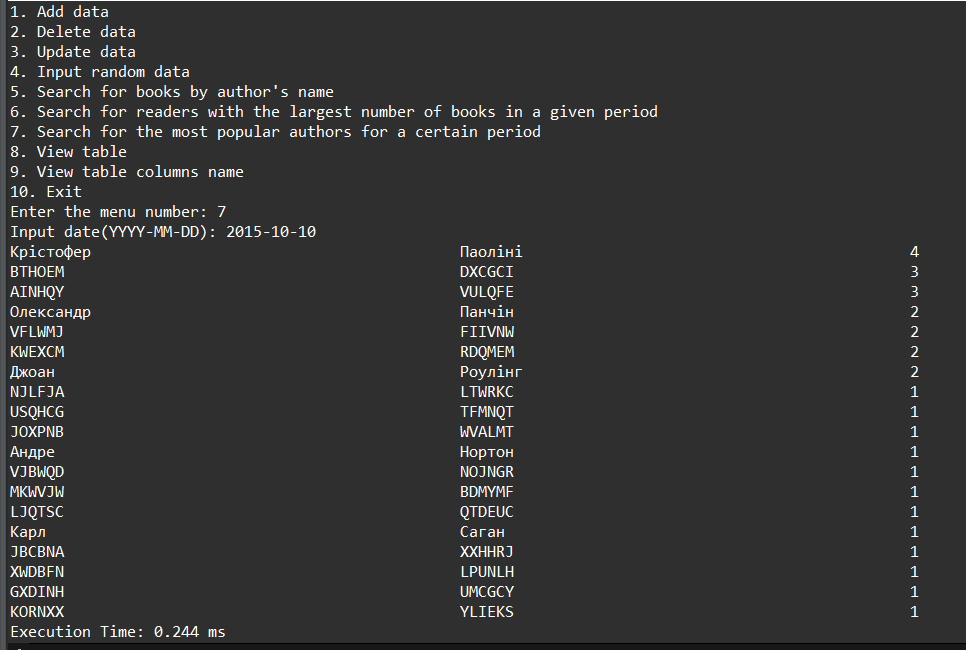 1. Add data
2. Delete data
3. Update data
4. Input random data
5. Search for books by author's name
6. Search for readers with the largest number of books in a given period
7. Search for the most popular authors for a certain period
8. View table
9. View table columns name
10. Exit
Enter the menu number: 7
Input date(YYYY-MM-DD): 2015-10-10
Крістофер Паоліні 4
BTHOEM DXCGCI 3
AINHQY VULQFE 3
Олександр Панчін 2
VFLWMJ FIIVNW 2
KWEXCM RDQMEM 2
Джоан Роулінг 2
NJLFJA LTWRKC 1
USQHCG TFMNQT 1
JOXPNB WVALMT 1
Андре Нортон 1
VJBWQD NOJNGR 1
MKWVJW BDMYMF 1
LJQTSC QTDEUC 1
Карл Саган 1
JBCBNA XXHHRJ 1
XWDBFN LPUNLH 1
GXDINH UMCGCY 1
KORNXX YLIEKS 1
Execution Time: 0.244 ms